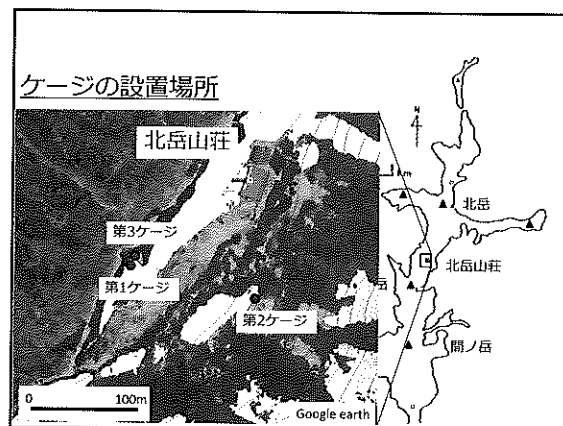 ケージの設置場所
北岳山荘
第3ケージ
第1ケージ
第2ケージ
0 100m
Google earth
N
北岳
北岳山荘
間ノ岳